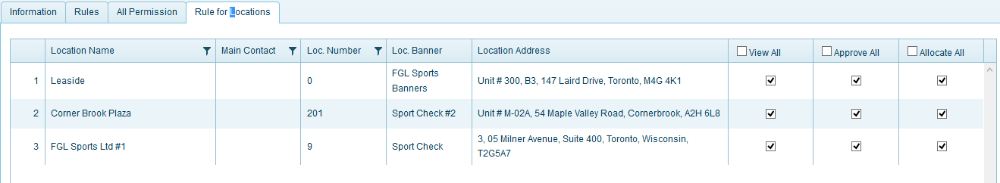 Information Rules All Permission Rule for Locations
Location Name Main Contact Loc. Number Loc. Banner Location Address View All Approve All Allocate All
1 Leaside 0 FGL Sports Banners Unit # 300, B3, 147 Laird Drive, Toronto, M4G 4K1
2 Corner Brook Plaza 201 Sport Check #2 Unit # M-02A, 54 Maple Valley Road, Cornerbrook, A2H 6L8
3 FGL Sports Ltd #1 9 Sport Check 3, 05 Milner Avenue, Suite 400, Toronto, Wisconsin,
T2G5A7